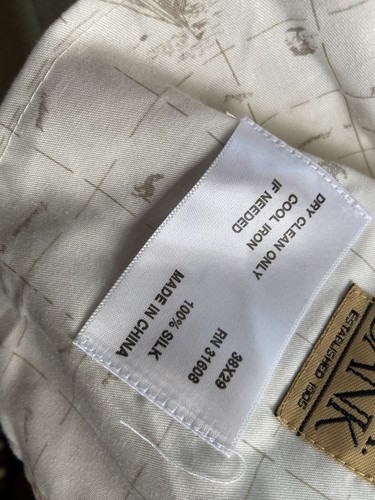 DRY CLEAN ONLY
COOL IRON
IF NEEDED
38X29
RN 31608
100% SILK
MADE IN CHINA
ESTABLISHED 1905